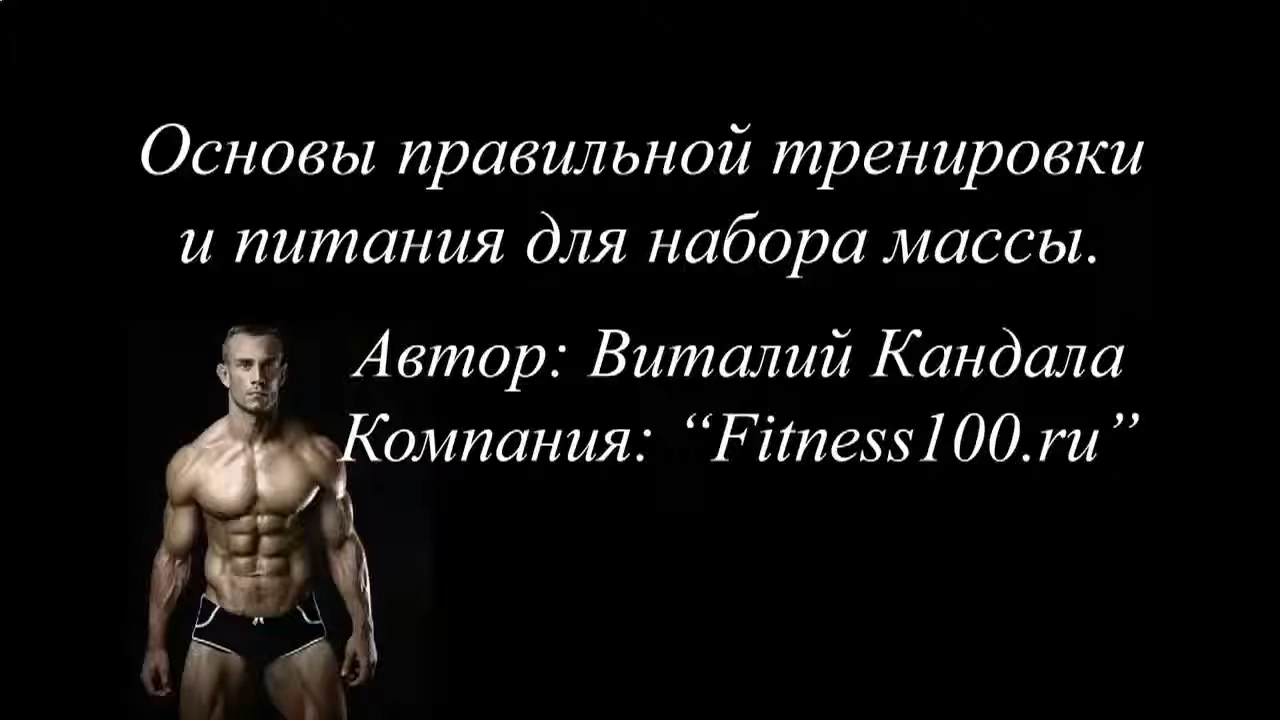 Основы правильной тренировки
и питания для набора массы.
Автор: Виталий Кандала
Компания: “Fitness100.ru”